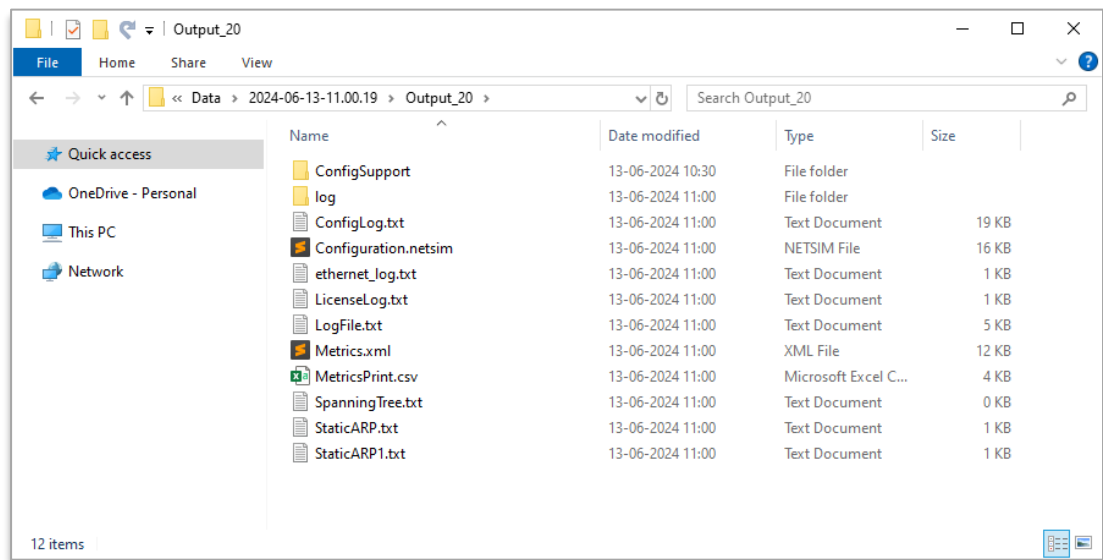 Output_20
File Home Share View
« Data › 2024-06-13-11.00.19 › Output_20 › Search Output_20
Name Date modified Type Size
Quick access
OneDrive - Personal
This PC
Network
ConfigSupport 13-06-2024 10:30 File folder
log 13-06-2024 11:00 File folder
ConfigLog.txt 13-06-2024 11:00 Text Document 19 KB
Configuration.netsim 13-06-2024 11:00 NETSIM File 16 KB
ethernet_log.txt 13-06-2024 11:00 Text Document 1 KB
LicenseLog.txt 13-06-2024 11:00 Text Document 1 KB
LogFile.txt 13-06-2024 11:00 Text Document 5 KB
Metrics.xml 13-06-2024 11:00 XML File 12 KB
MetricsPrint.csv 13-06-2024 11:00 Microsoft Excel C... 4 KB
SpanningTree.txt 13-06-2024 11:00 Text Document 0 KB
StaticARP.txt 13-06-2024 11:00 Text Document 1 KB
StaticARP1.txt 13-06-2024 11:00 Text Document 1 KB
12 items